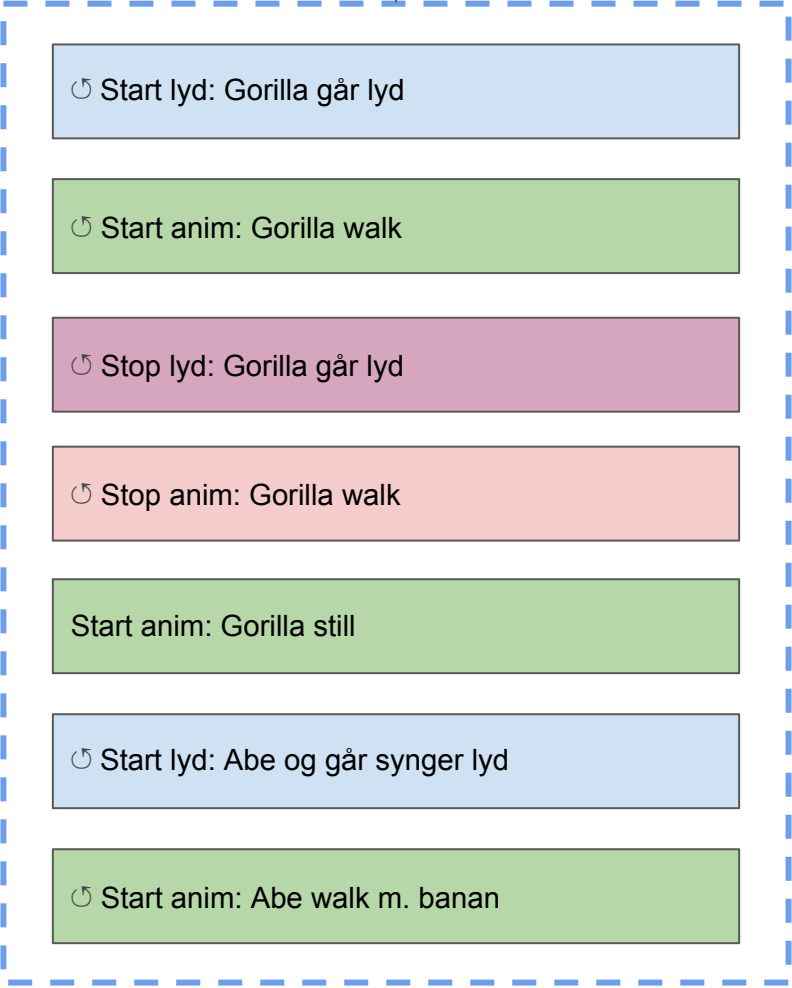 ↺ Start lyd: Gorilla går lyd
↺ Start anim: Gorilla walk
↺ Stop lyd: Gorilla går lyd
↺ Stop anim: Gorilla walk
Start anim: Gorilla still
↺ Start lyd: Abe og går synger lyd
↺ Start anim: Abe walk m. banan